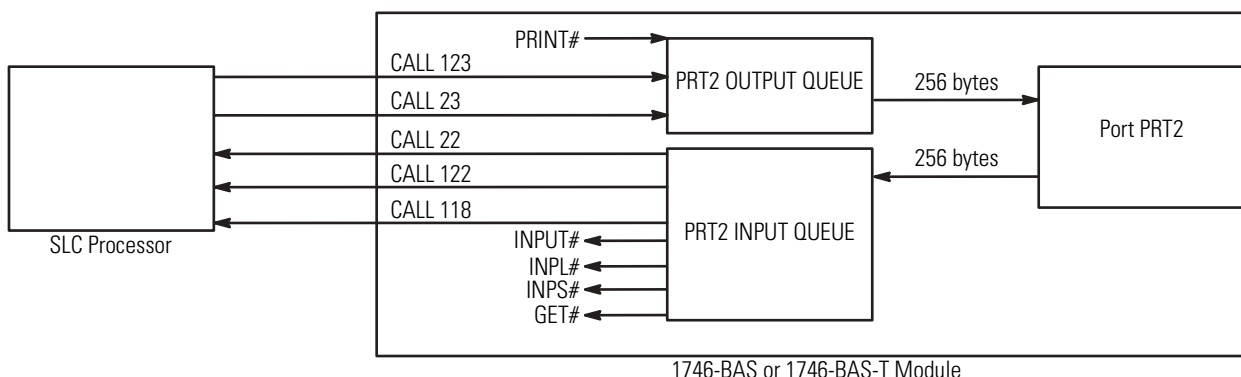 PRINT#
CALL 123
PRT2 OUTPUT QUEUE
256 bytes
CALL 23
Port PRT2
CALL 22
256 bytes
CALL 122
CALL 118
PRT2 INPUT QUEUE
INPUT#
SLC Processor
INPL#
INPS#
GET#
1746-BAS or 1746-BAS-T Module